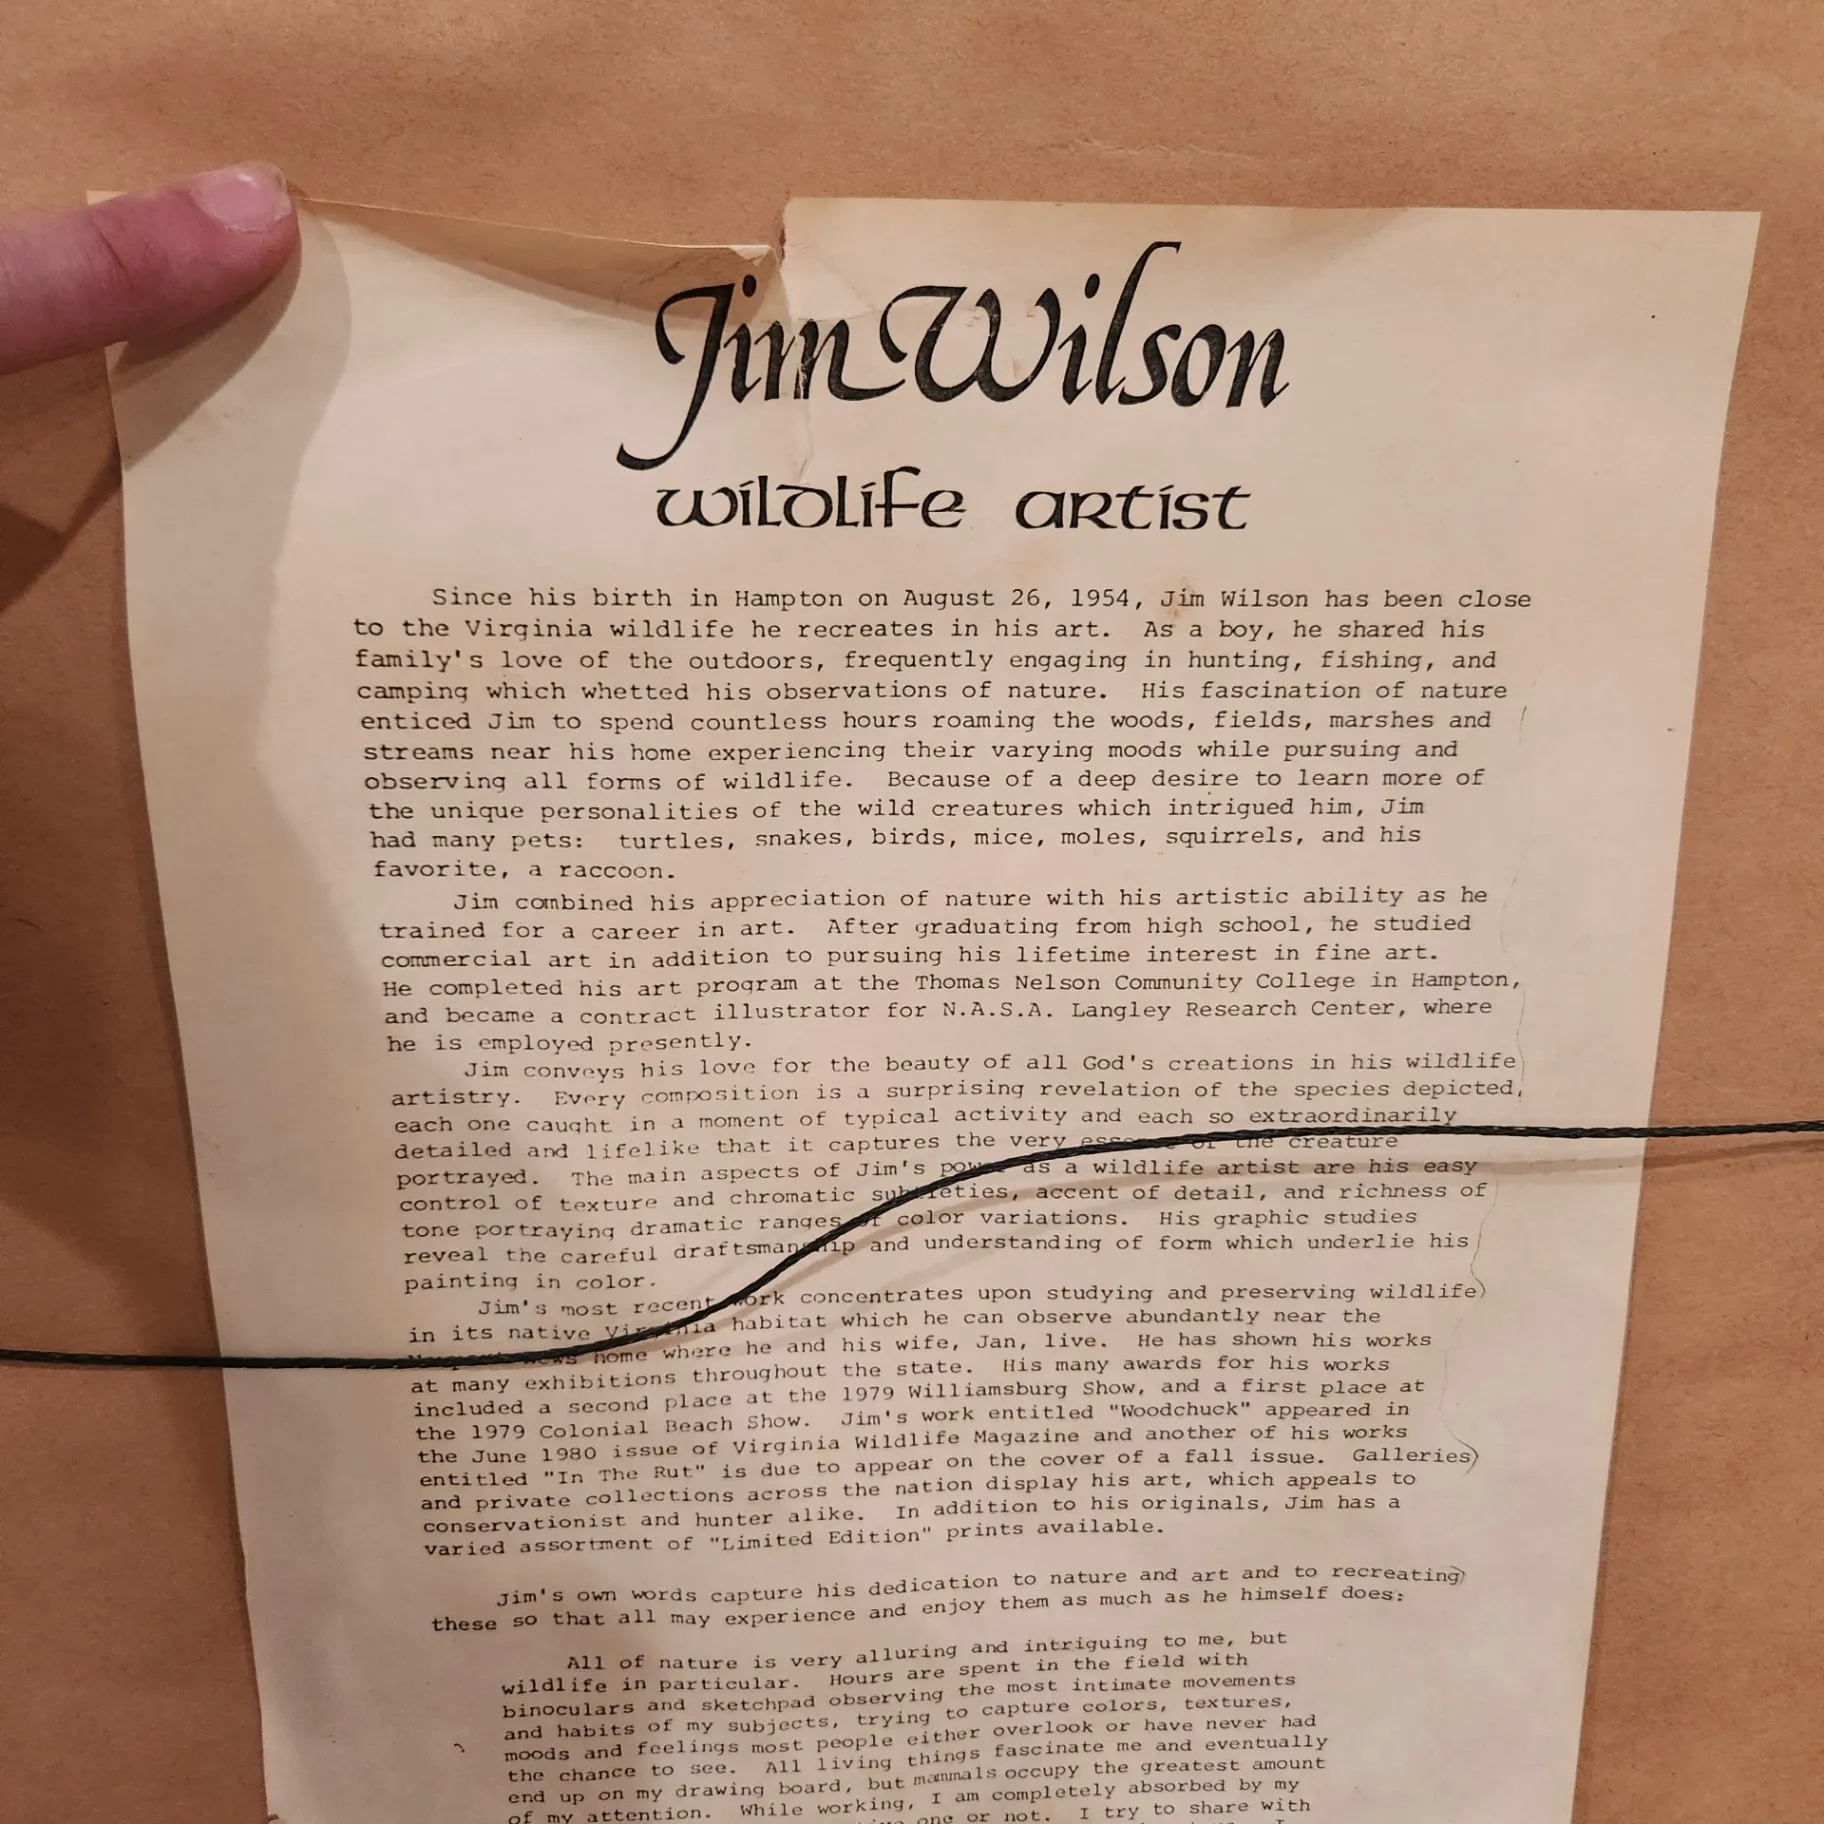 Jim Wilson
wildlife artist
Since his birth in Hampton on August 26, 1954, Jim Wilson has been close
to the Virginia wildlife he recreates in his art. As a boy, he shared his
family's love of the outdoors, frequently engaging in hunting, fishing, and
camping which whetted his observations of nature. His fascination of nature
enticed Jim to spend countless hours roaming the woods, fields, marshes and
streams near his home experiencing their varying moods while pursuing and
observing all forms of wildlife. Because of a deep desire to learn more of
the unique personalities of the wild creatures which intrigued him, Jim
had many pets: turtles, snakes, birds, mice, moles, squirrels, and his
favorite, a raccoon.
Jim combined his appreciation of nature with his artistic ability as he
trained for a career in art. After graduating from high school, he studied
commercial art in addition to pursuing his lifetime interest in fine art.
He completed his art program at the Thomas Nelson Community College in Hampton,
and became a contract illustrator for N.A.S.A. Langley Research Center, where
he is employed presently.
Jim conveys his love for the beauty of all God's creations in his wildlife
artistry. Every composition is a surprising revelation of the species depicted,
each one caught in a moment of typical activity and each so extraordinarily
detailed and lifelike that it captures the very essence of the creature
portrayed. The main aspects of Jim's power as a wildlife artist are his easy
control of texture and chromatic subtleties, accent of detail, and richness of
tone portraying dramatic ranges of color variations. His graphic studies
reveal the careful draftsmanship and understanding of form which underlie his
painting in color.
Jim's most recent work concentrates upon studying and preserving wildlife
in its native Virginia habitat which he can observe abundantly near the
Newport News home where he and his wife, Jan, live. He has shown his works
at many exhibitions throughout the state. His many awards for his works
included a second place at the 1979 Williamsburg Show, and a first place at
the 1979 Colonial Beach Show. Jim's work entitled "Woodchuck" appeared in
the June 1980 issue of Virginia Wildlife Magazine and another of his works
entitled "In The Rut" is due to appear on the cover of a fall issue. Galleries
and private collections across the nation display his art, which appeals to
conservationist and hunter alike. In addition to his originals, Jim has a
varied assortment of "Limited Edition" prints available.
Jim's own words capture his dedication to nature and art and to recreating
these so that all may experience and enjoy them as much as he himself does:
All of nature is very alluring and intriguing to me, but
wildlife in particular. Hours are spent in the field with
binoculars and sketchpad observing the most intimate movements
and habits of my subjects, trying to capture colors, textures,
moods and feelings most people either overlook or have never had
the chance to see. All living things fascinate me and eventually
end up on my drawing board, but mammals occupy the greatest amount
of my attention. While working, I am completely absorbed by my
one or not. I try to share with